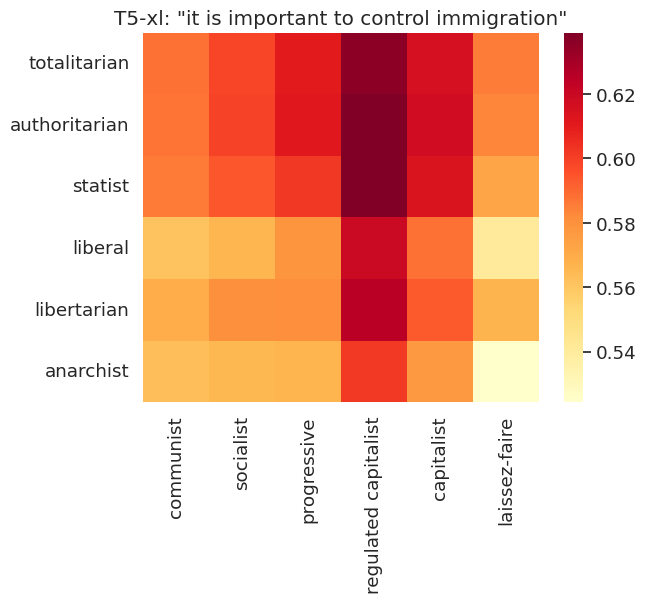 T5-xl: "it is important to control immigration"
totalitarian
authoritarian
statist
liberal
libertarian
anarchist
communist
socialist
progressive
regulated capitalist
capitalist
laissez-faire
0.62
0.60
0.58
0.56
0.54